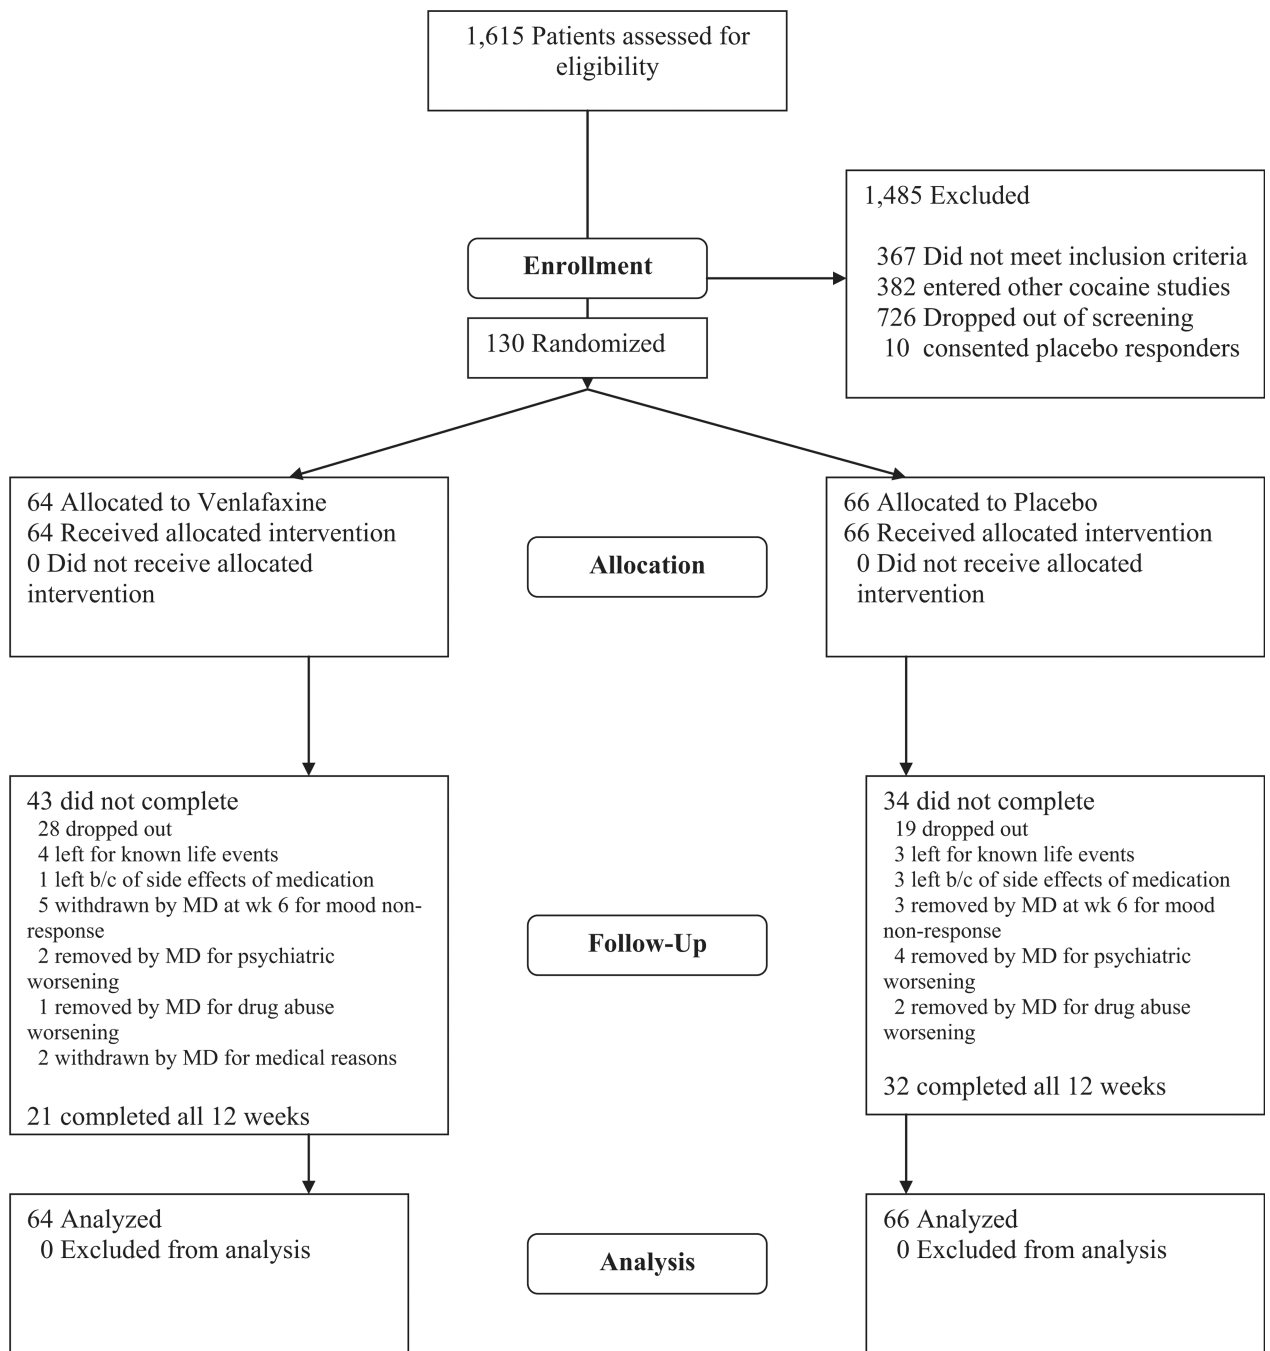 1,615 Patients assessed for
eligibility
1,485 Excluded
367 Did not meet inclusion criteria
382 entered other cocaine studies
726 Dropped out of screening
10 consented placebo responders
Enrollment
130 Randomized
64 Allocated to Venlafaxine
64 Received allocated intervention
0 Did not receive allocated
intervention
Allocation
66 Allocated to Placebo
66 Received allocated intervention
0 Did not receive allocated
intervention
43 did not complete
28 dropped out
4 left for known life events
1 left b/c of side effects of medication
5 withdrawn by MD at wk 6 for mood non-
response
2 removed by MD for psychiatric
worsening
1 removed by MD for drug abuse
worsening
2 withdrawn by MD for medical reasons
21 completed all 12 weeks
Follow-Up
34 did not complete
19 dropped out
3 left for known life events
3 left b/c of side effects of medication
3 removed by MD at wk 6 for mood
non-response
4 removed by MD for psychiatric
worsening
2 removed by MD for drug abuse
worsening
32 completed all 12 weeks
64 Analyzed
0 Excluded from analysis
Analysis
66 Analyzed
0 Excluded from analysis